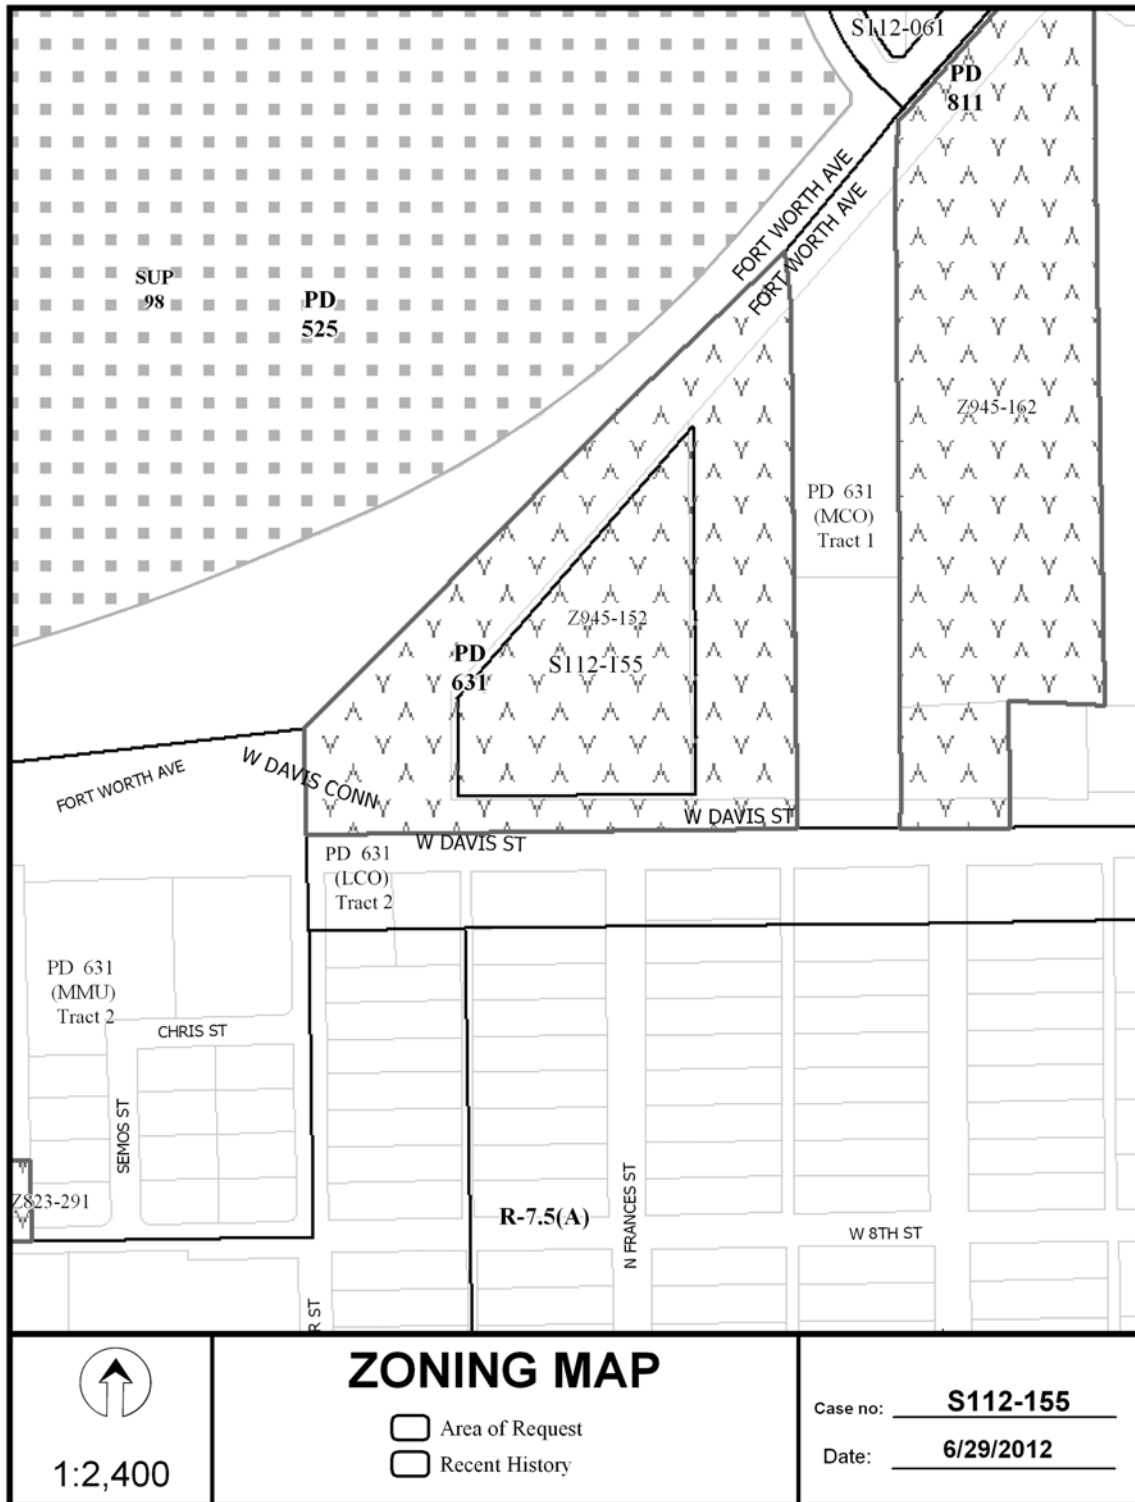 S112-061
PD
811
FORT WORTH AVE
FORT WORTH AVE
SUP
98
PD
525
Z945-162
PD 631
(MCO)
Tract 1
Z945-152
S112-155
PD
631
W DAVIS CONN
FORT WORTH AVE
W DAVIS ST
W DAVIS ST
PD 631
(LCO)
Tract 2
PD 631
(MMU)
Tract 2
CHRIS ST
SEMOS ST
Z823-291
R-7.5(A)
N FRANCES ST
W 8TH ST
R ST
ZONING MAP
Area of Request
Recent History
1:2,400
Case no: S112-155
Date: 6/29/2012